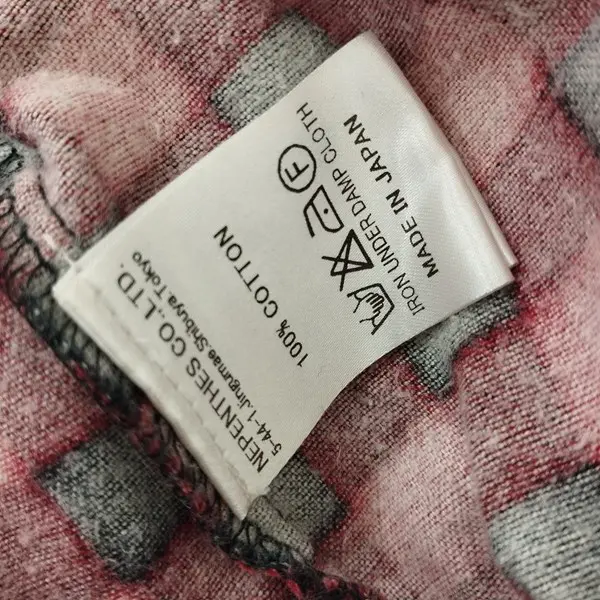 NEPENTHES CO.,LTD.
5-44-1.Jingumae.Shibuya.Tokyo
100% COTTON
F
IRON UNDER DAMP CLOTH
MADE IN JAPAN